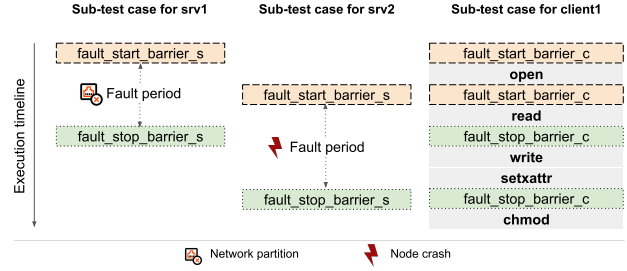 Sub-test case for srv1
Sub-test case for srv2
Sub-test case for client1
Execution timeline
fault_start_barrier_s
Fault period
fault_stop_barrier_s
fault_start_barrier_s
Fault period
fault_stop_barrier_s
fault_start_barrier_c
open
fault_start_barrier_c
read
fault_stop_barrier_c
write
setxattr
fault_stop_barrier_c
chmod
Network partition
Node crash